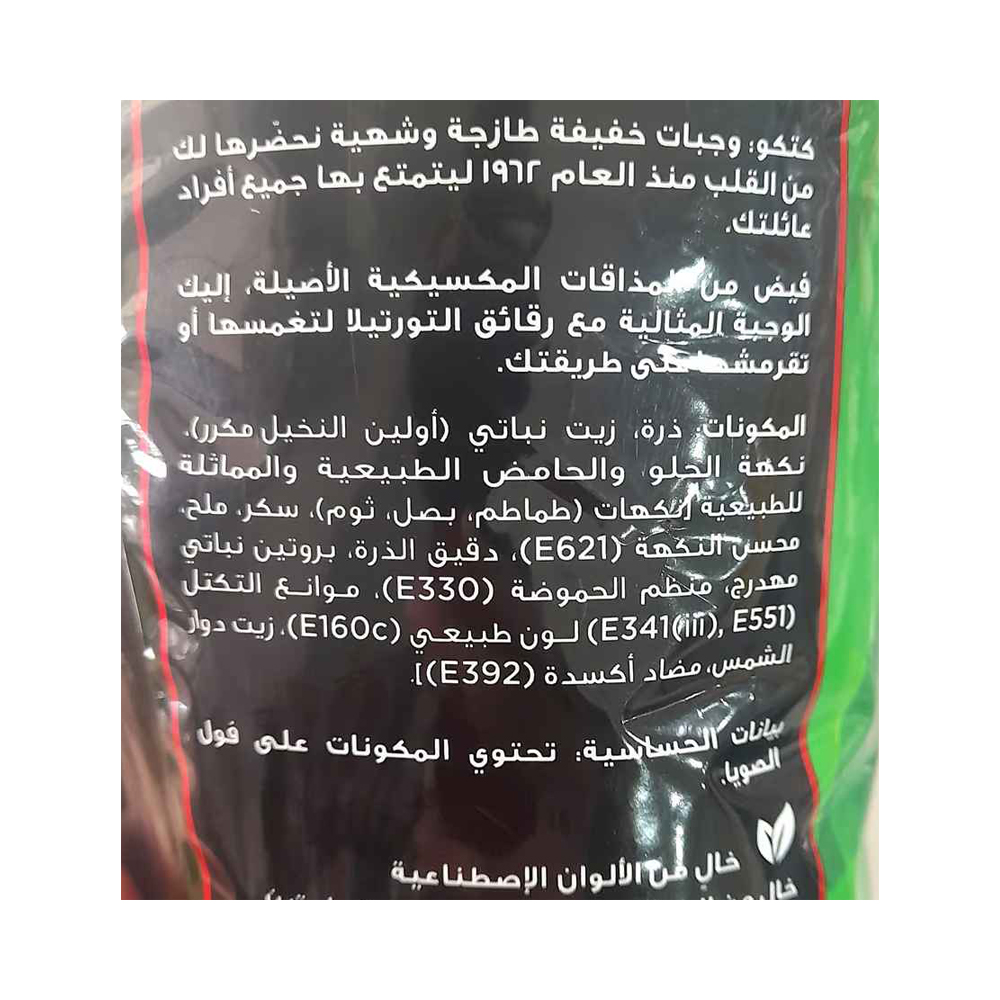 كتكو: وجبات خفيفة طازجة وشهية نحضّرها لك
من القلب منذ العام ١٩٦٢ ليتمتع بها جميع أفراد
عائلتك.
فيض من المذاقات المكسيكية الأصيلة، إليك
الوجبة المثالية مع رقائق التورتيلا لتغمسها أو
تقرمشها على طريقتك.
المكونات: ذرة، زيت نباتي (أولين النخيل مكرر)،
نكهة الحلو والحامض الطبيعية والمماثلة
للطبيعية [نكهات (طماطم، بصل، ثوم)، سكر، ملح،
محسن النكهة (E621)، دقيق الذرة، بروتين نباتي
مهدرج، منظم الحموضة (E330)، موانع التكتل
(E341(iii), E551) لون طبيعي (E160c)، زيت دوار
الشمس، مضاد أكسدة (E392)].
بيانات الحساسية: تحتوي المكونات على فول
الصويا.
خالٍ من الألوان الإصطناعية
خالٍ من